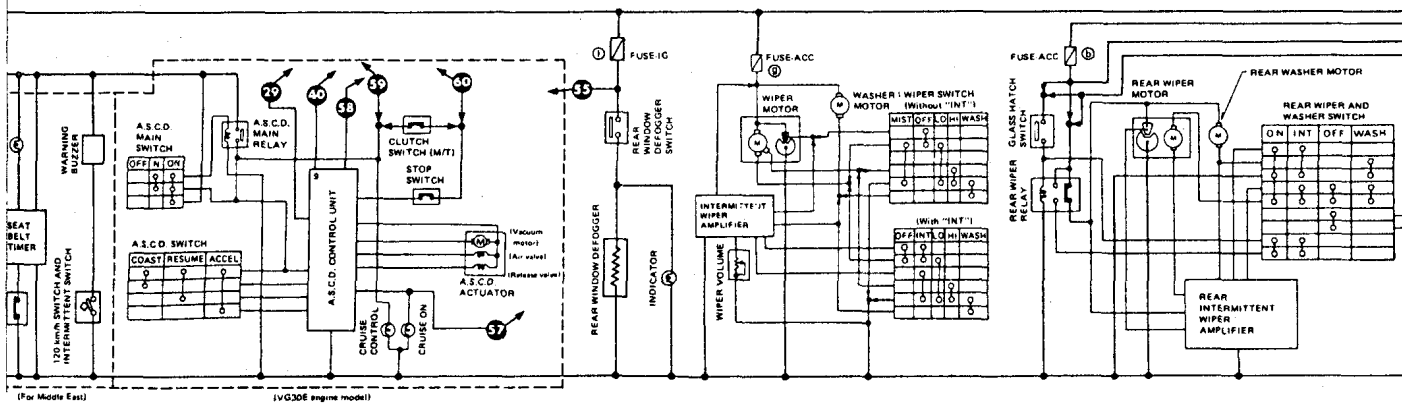 SEAT
BELT
TIMER
120 km/h SWITCH AND
INTERMITTENT SWITCH
WARNING
BUZZER
(For Middle East)
A.S.C.D.
MAIN
SWITCH
OFF N ON
A.S.C.D.
MAIN
RELAY
A.S.C.D. SWITCH
COAST RESUME ACCEL
29
40
58
59
60
CLUTCH
SWITCH (M/T)
STOP
SWITCH
9
A.S.C.D. CONTROL UNIT
M
(Vacuum
motor)
(Air valve)
(Release valve)
A.S.C.D.
ACTUATOR
CRUISE
CONTROL
CRUISE ON
57
(VG30E engine model)
55
FUSE-IG
REAR
WINDOW
DEFOGGER
SWITCH
REAR WINDOW DEFOGGER
INDICATOR
FUSE-ACC
g
WIPER
MOTOR
M
M
WASHER
MOTOR
WIPER SWITCH
(Without "INT")
MIST OFF LO HI WASH
INTERMITTENT
WIPER
AMPLIFIER
WIPER VOLUME
(With "INT")
OFF INT LO HI WASH
FUSE-ACC
b
GLASS HATCH
SWITCH
REAR WIPER
RELAY
REAR WIPER
MOTOR
M
M
REAR WASHER MOTOR
REAR WIPER AND
WASHER SWITCH
ON INT OFF WASH
REAR
INTERMITTENT
WIPER
AMPLIFIER